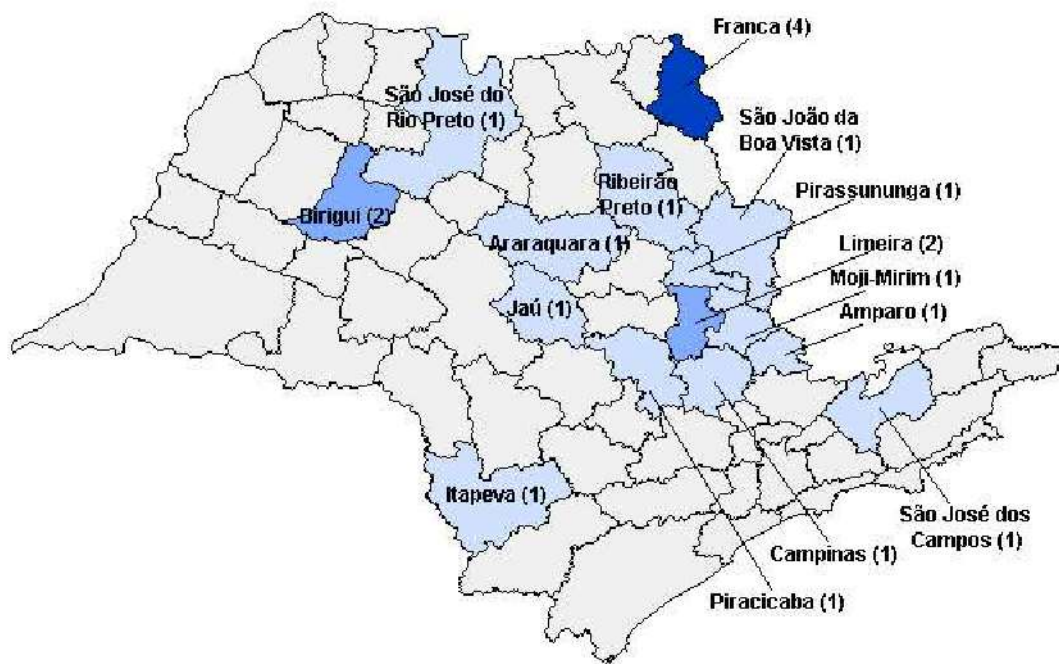 Franca (4)
São José do
Rio Preto (1)
São João da
Boa Vista (1)
Ribeirão
Preto (1)
Pirassununga (1)
Birigui (2)
Araraquara (1)
Limeira (2)
Moji-Mirim (1)
Jaú (1)
Amparo (1)
Itapeva (1)
São José dos
Campos (1)
Campinas (1)
Piracicaba (1)